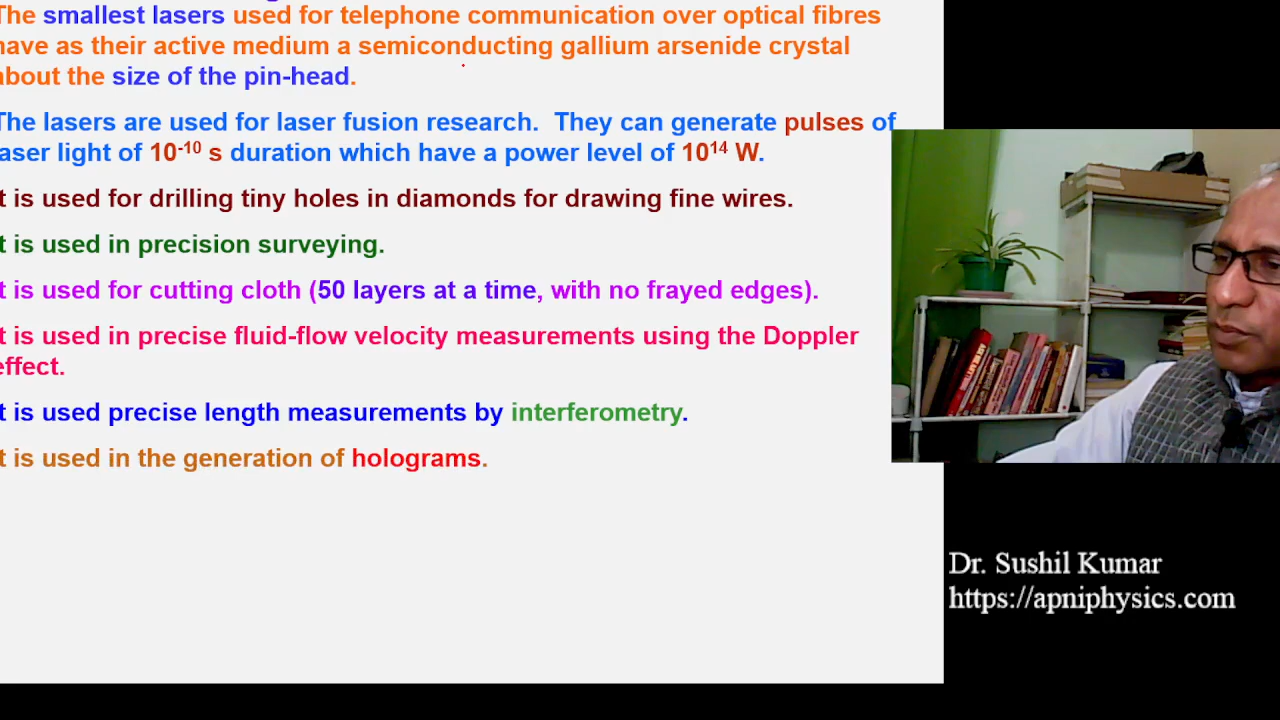 The smallest lasers used for telephone communication over optical fibres
have as their active medium a semiconducting gallium arsenide crystal
about the size of the pin-head.
The lasers are used for laser fusion research. They can generate pulses of
laser light of 10⁻¹⁰ s duration which have a power level of 10¹⁴ W.
t is used for drilling tiny holes in diamonds for drawing fine wires.
t is used in precision surveying.
t is used for cutting cloth (50 layers at a time, with no frayed edges).
t is used in precise fluid-flow velocity measurements using the Doppler
effect.
t is used precise length measurements by interferometry.
t is used in the generation of holograms.
Dr. Sushil Kumar
https://apniphysics.com